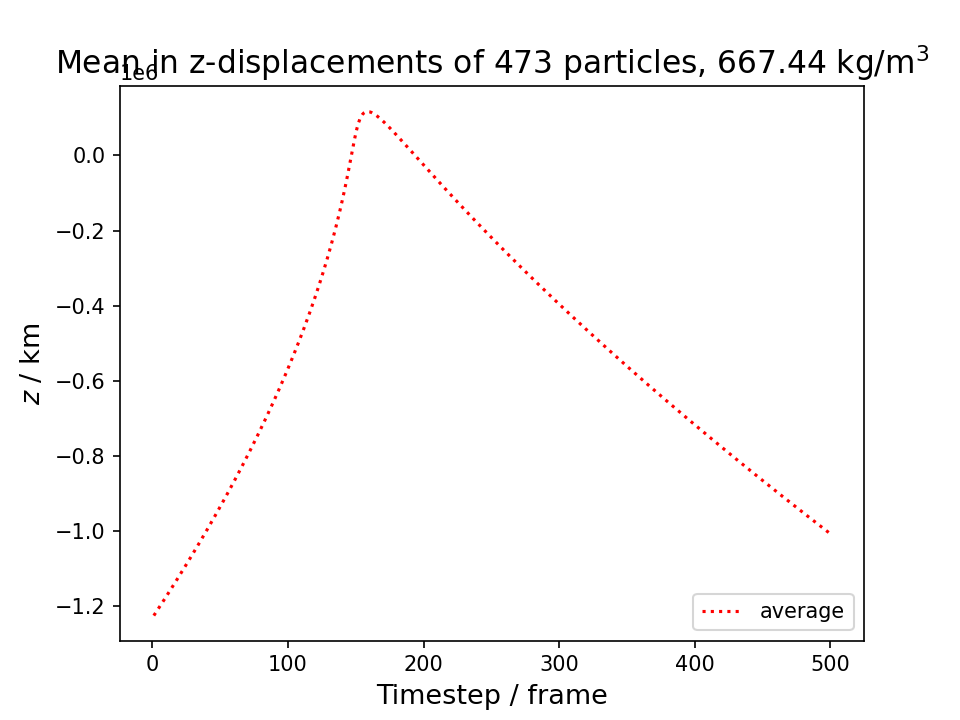 Mean in z-displacements of 473 particles, 667.44 kg/m³
1e6
0.0
−0.2
−0.4
−0.6
−0.8
−1.0
−1.2
z / km
average
0 100 200 300 400 500
Timestep / frame